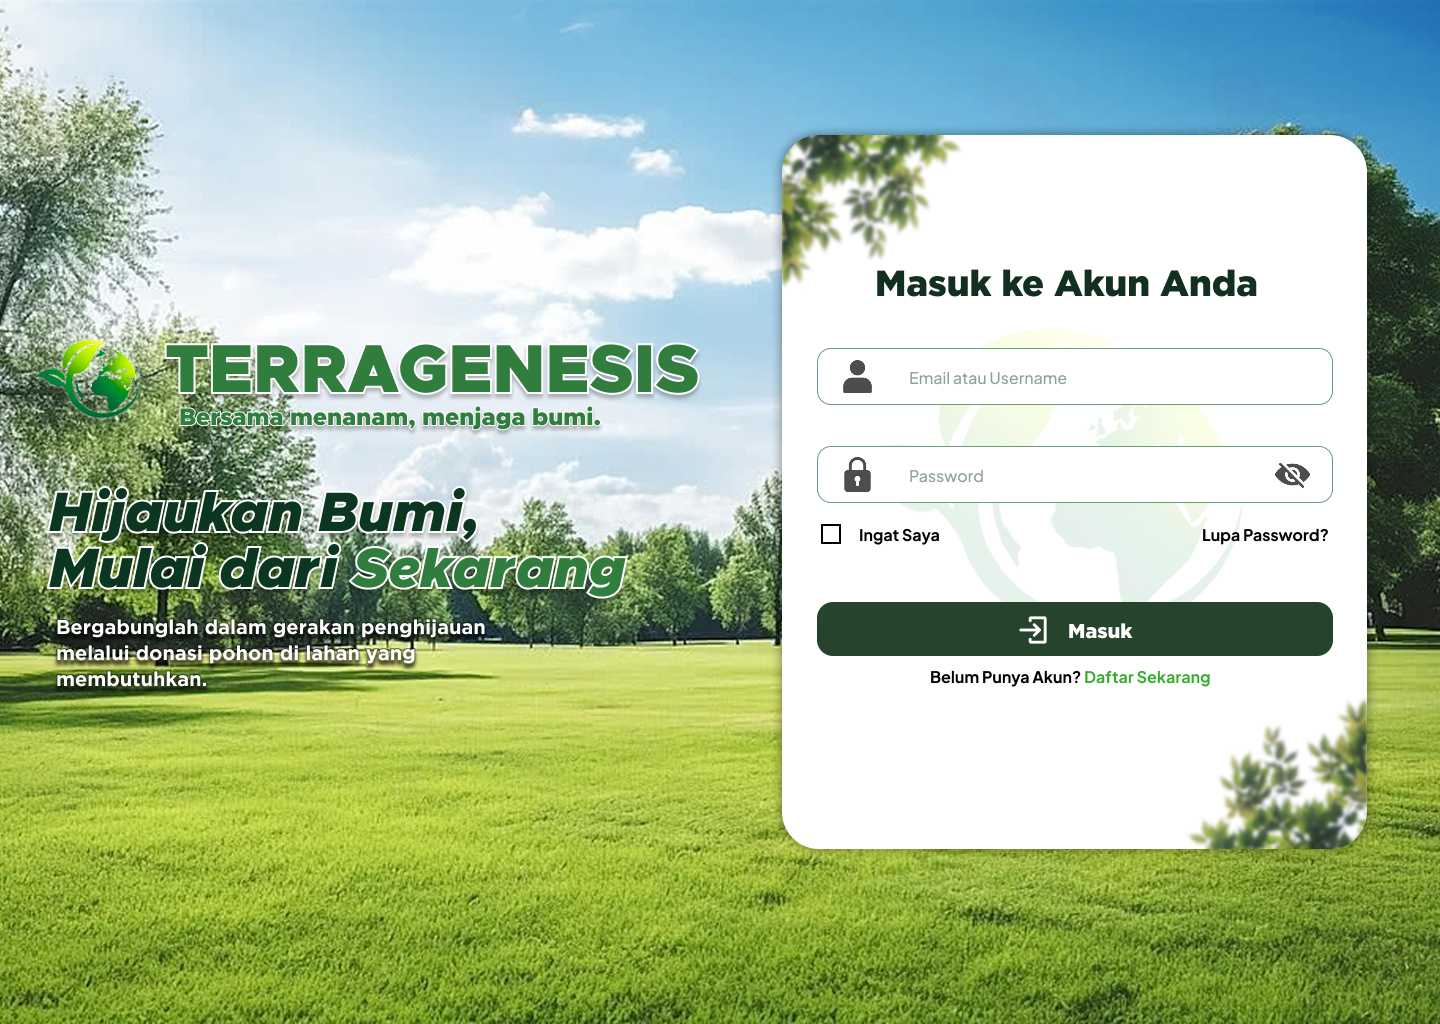 TERRAGENESIS
Bersama menanam, menjaga bumi.
Hijaukan Bumi,
Mulai dari Sekarang
Bergabunglah dalam gerakan penghijauan
melalui donasi pohon di lahan yang
membutuhkan.
Masuk ke Akun Anda
Email atau Username
Password
Ingat Saya
Lupa Password?
Masuk
Belum Punya Akun? Daftar Sekarang